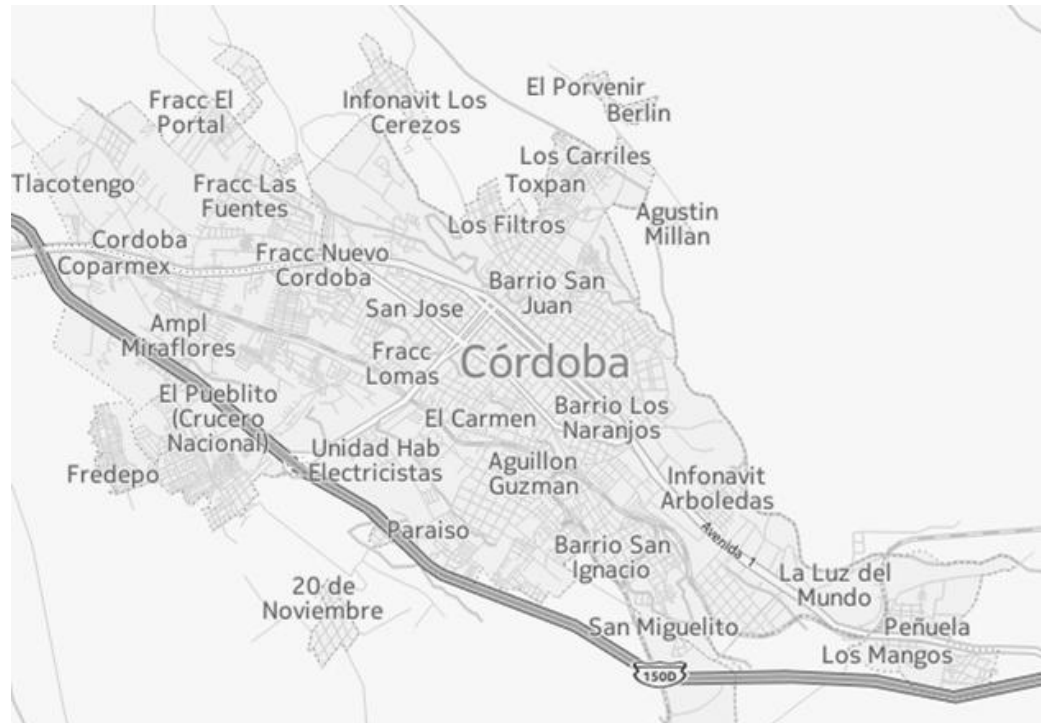 El Porvenir
Berlin
Fracc El
Portal
Infonavit Los
Cerezos
Los Carriles
Toxpan
Tlacotengo
Fracc Las
Fuentes
Los Filtros
Agustin
Millan
Cordoba
Coparmex
Fracc Nuevo
Cordoba
Barrio San
Juan
San Jose
Ampl
Miraflores
Fracc
Lomas
Córdoba
El Pueblito
(Crucero
Nacional)
El Carmen
Barrio Los
Naranjos
Fredepo
Unidad Hab
Electricistas
Aguillon
Guzman
Infonavit
Arboledas
Paraiso
Avenida 1
Barrio San
Ignacio
La Luz del
Mundo
20 de
Noviembre
San Miguelito
Peñuela
Los Mangos
150D